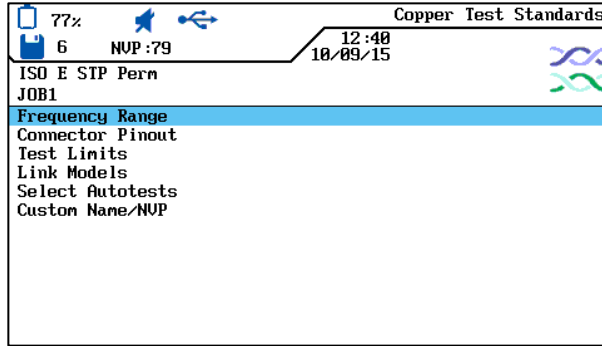 77% Copper Test Standards
6 NVP:79 12:40
10/09/15
ISO E STP Perm
JOB1
Frequency Range
Connector Pinout
Test Limits
Link Models
Select Autotests
Custom Name/NVP